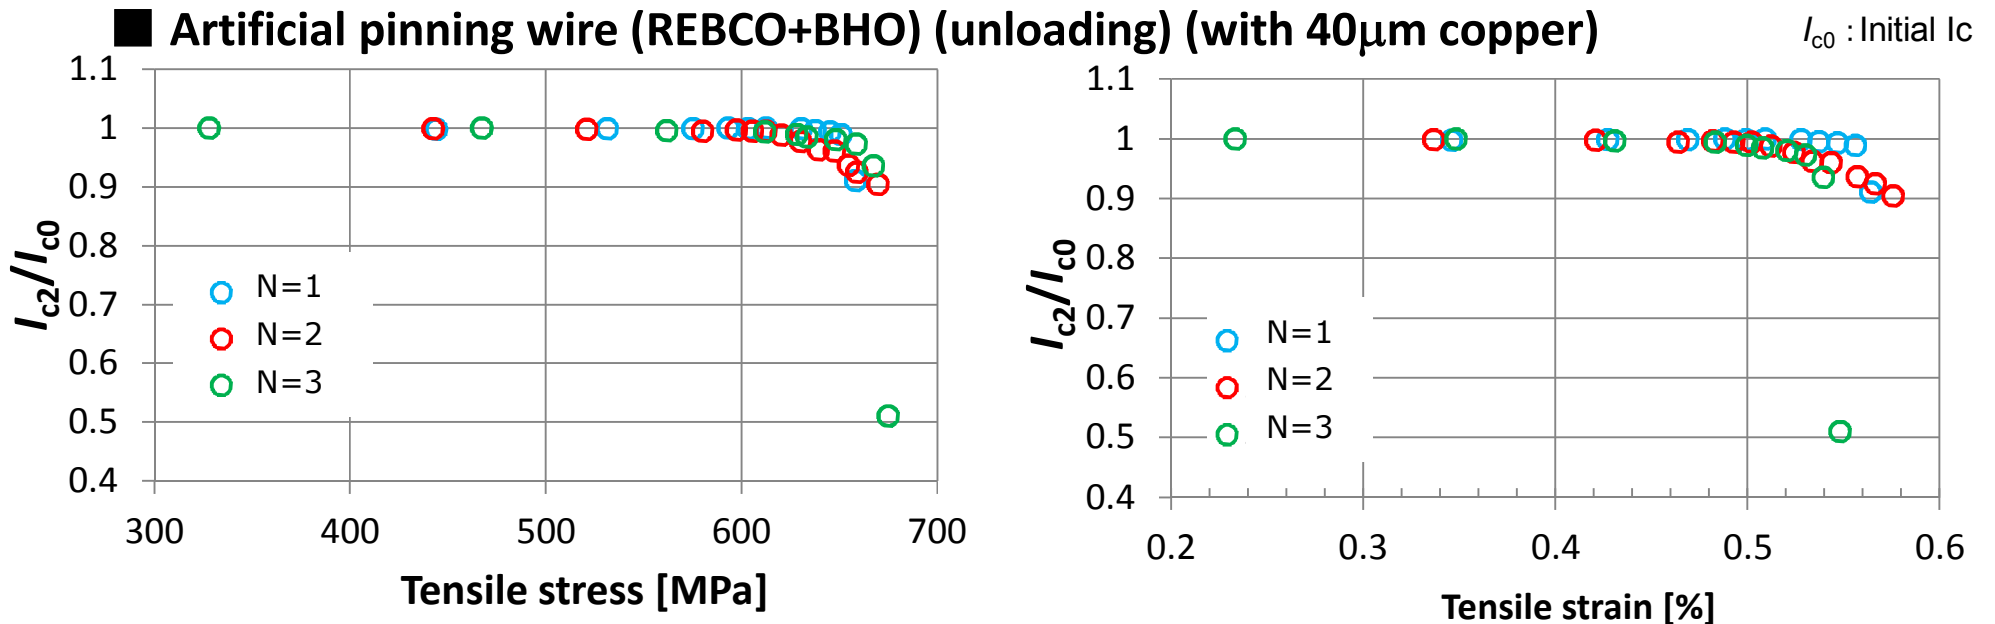 ■ Artificial pinning wire (REBCO+BHO) (unloading) (with 40μm copper)
Ic0 : Initial Ic
1.1
1
0.9
0.8
0.7
0.6
0.5
0.4
Ic2/Ic0
N=1
N=2
N=3
300 400 500 600 700
Tensile stress [MPa]
1.1
1
0.9
0.8
0.7
0.6
0.5
0.4
Ic2/Ic0
N=1
N=2
N=3
0.2 0.3 0.4 0.5 0.6
Tensile strain [%]